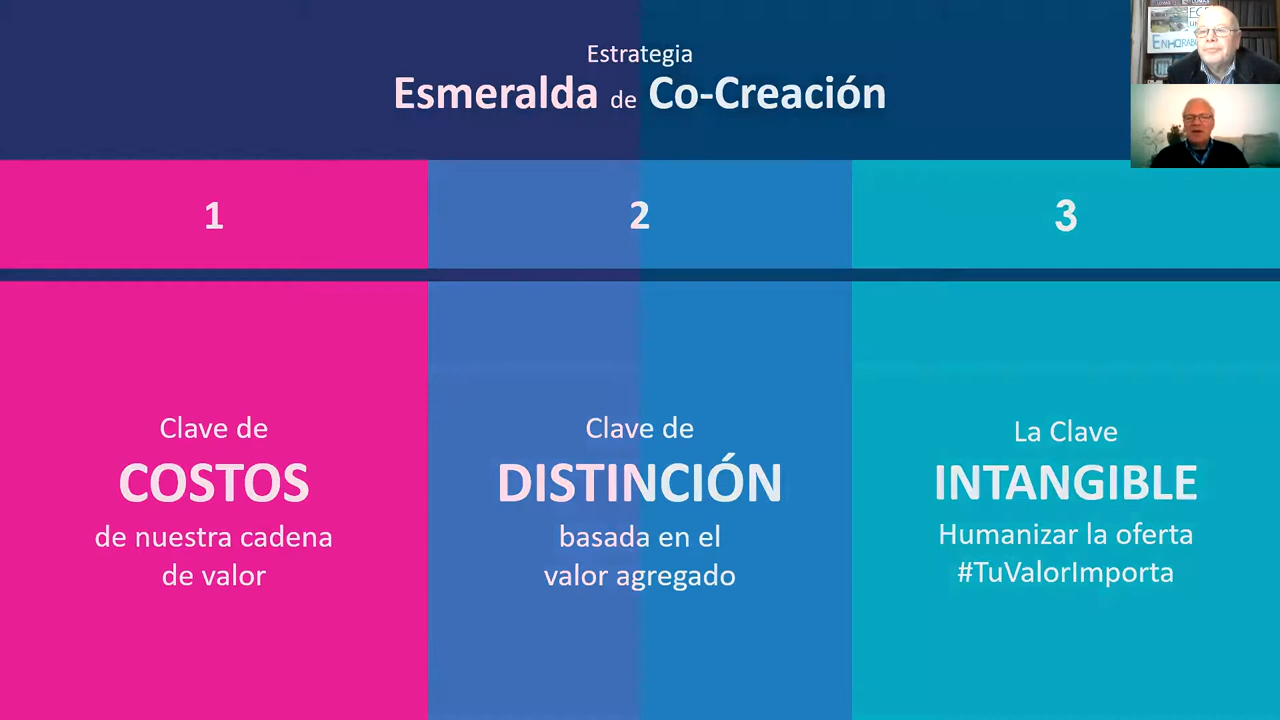 Estrategia
Esmeralda de Co-Creación
1
2
3
Clave de
COSTOS
de nuestra cadena
de valor
Clave de
DISTINCIÓN
basada en el
valor agregado
La Clave
INTANGIBLE
Humanizar la oferta
#TuValorImporta